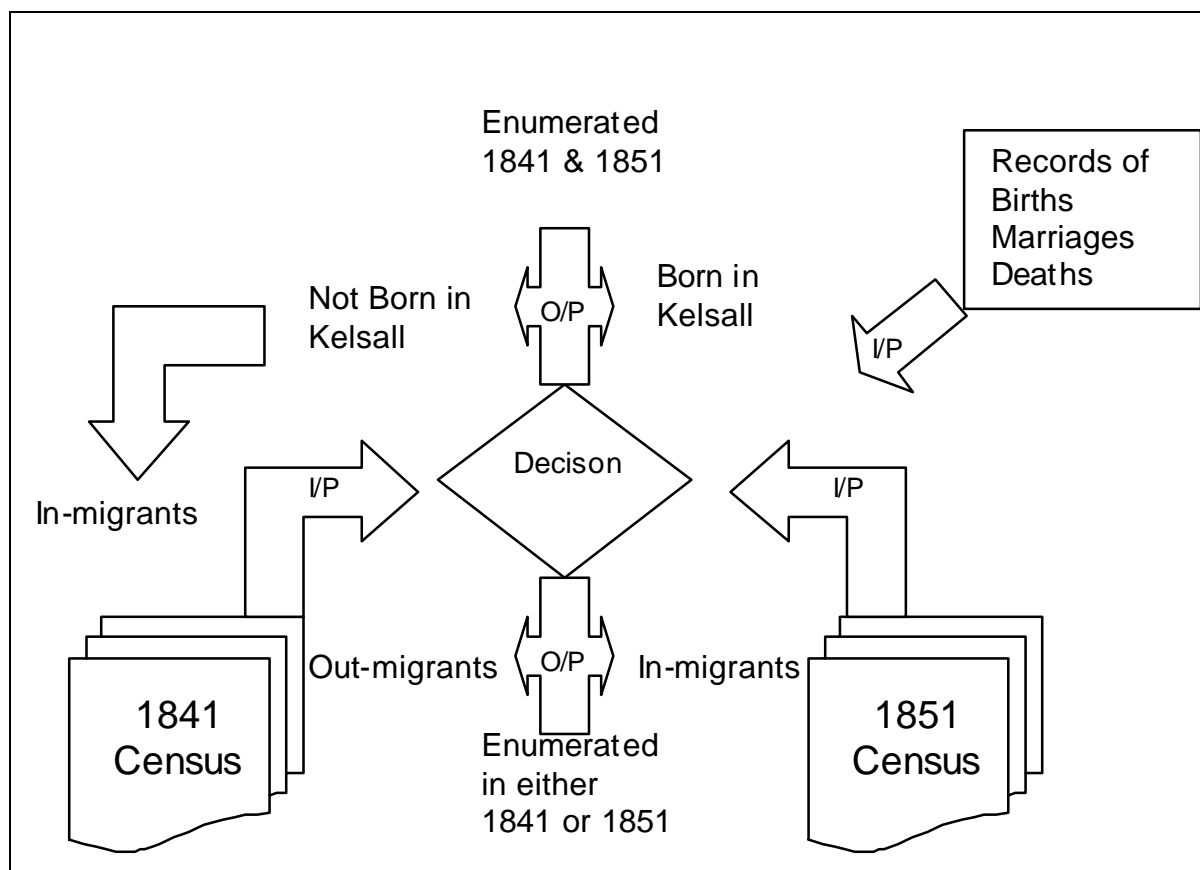 Enumerated
1841 & 1851
Records of
Births
Marriages
Deaths
Not Born in
Kelsall
O/P
Born in
Kelsall
I/P
Decison
In-migrants
I/P
I/P
Out-migrants
O/P
In-migrants
1841
Census
Enumerated
in either
1841 or 1851
1851
Census